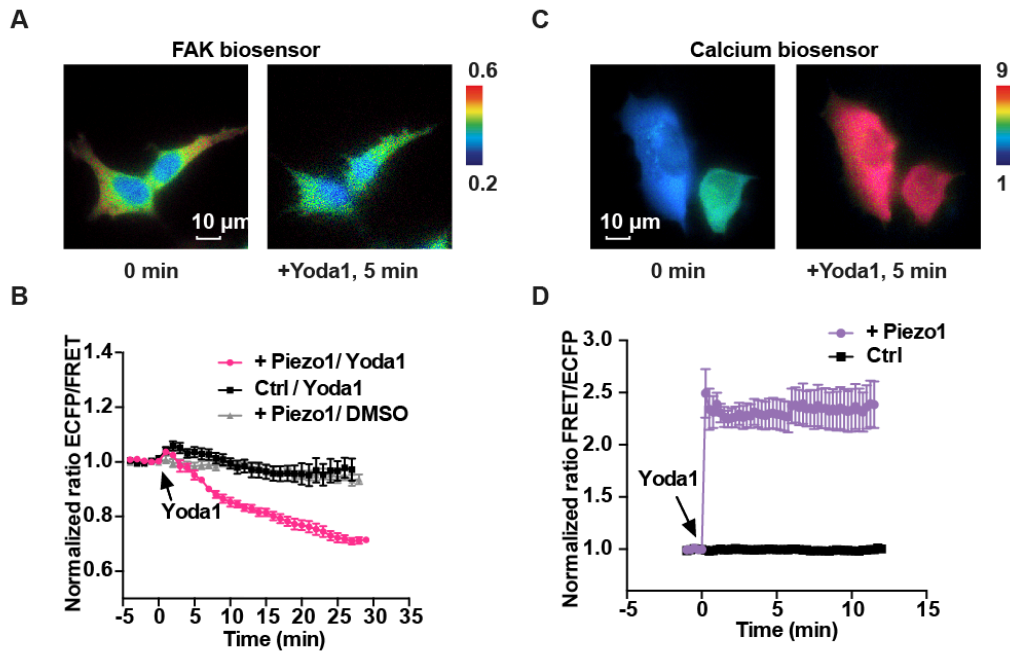 A
FAK biosensor
0.6
0.2
10 µm
0 min
+Yoda1, 5 min
B
Normalized ratio ECFP/FRET
1.4
1.2
1.0
0.8
0.6
+ Piezo1/ Yoda1
Ctrl / Yoda1
+ Piezo1/ DMSO
Yoda1
-5 0 5 10 15 20 25 30 35
Time (min)
C
Calcium biosensor
9
1
10 µm
0 min
+Yoda1, 5 min
D
Normalized ratio FRET/ECFP
3.0
2.5
2.0
1.5
1.0
+ Piezo1
Ctrl
Yoda1
-5 0 5 10 15
Time (min)